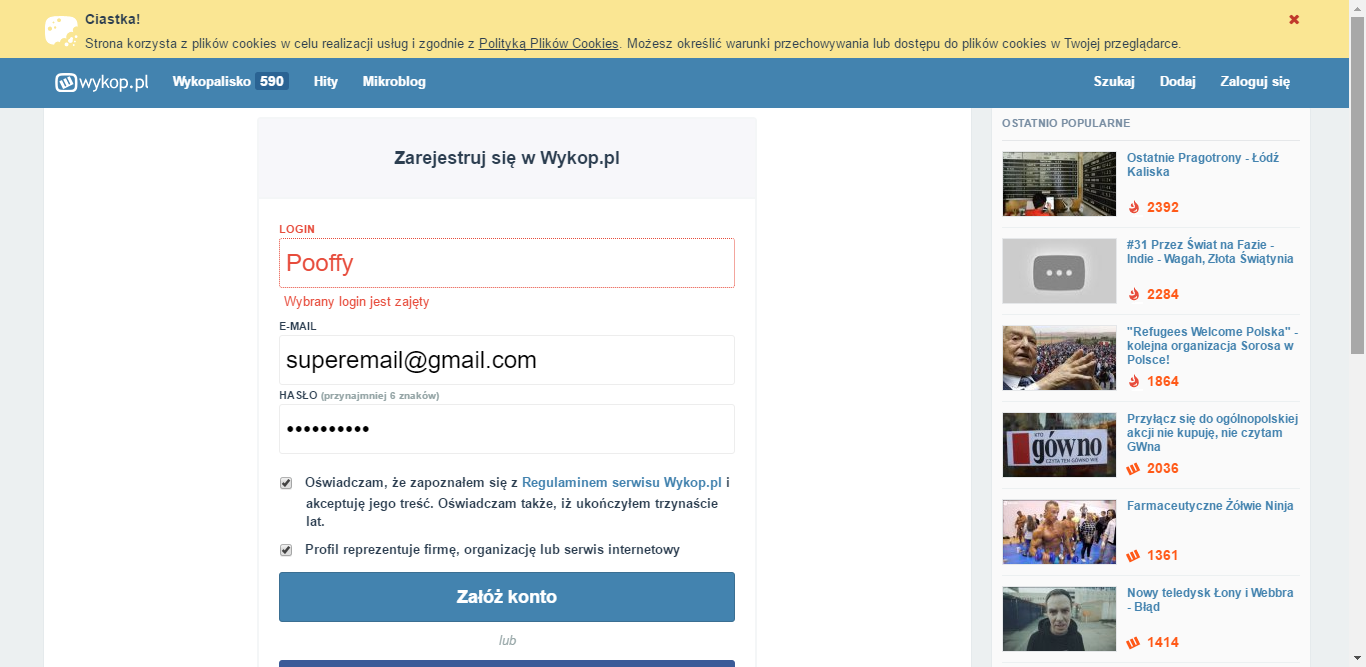 Ciastka!
Strona korzysta z plików cookies w celu realizacji usług i zgodnie z Polityką Plików Cookies. Możesz określić warunki przechowywania lub dostępu do plików cookies w Twojej przeglądarce.
wykop.pl Wykopalisko 590 Hity Mikroblog Szukaj Dodaj Zaloguj się
Zarejestruj się w Wykop.pl
LOGIN
Pooffy
Wybrany login jest zajęty
E-MAIL
superemail@gmail.com
HASŁO (przynajmniej 6 znaków)
••••••••••
Oświadczam, że zapoznałem się z Regulaminem serwisu Wykop.pl i
akceptuję jego treść. Oświadczam także, iż ukończyłem trzynaście
lat.
Profil reprezentuje firmę, organizację lub serwis internetowy
Załóż konto
lub
OSTATNIO POPULARNE
Ostatnie Pragotrony - Łódź
Kaliska
2392
#31 Przez Świat na Fazie -
Indie - Wagah, Złota Świątynia
2284
"Refugees Welcome Polska" -
kolejna organizacja Sorosa w
Polsce!
1864
KTO
gówno
CZYTA TEN GÓWNO WIE
Przyłącz się do ogólnopolskiej
akcji nie kupuję, nie czytam
GWna
2036
Farmaceutyczne Żółwie Ninja
1361
Nowy teledysk Łony i Webbra
- Błąd
1414